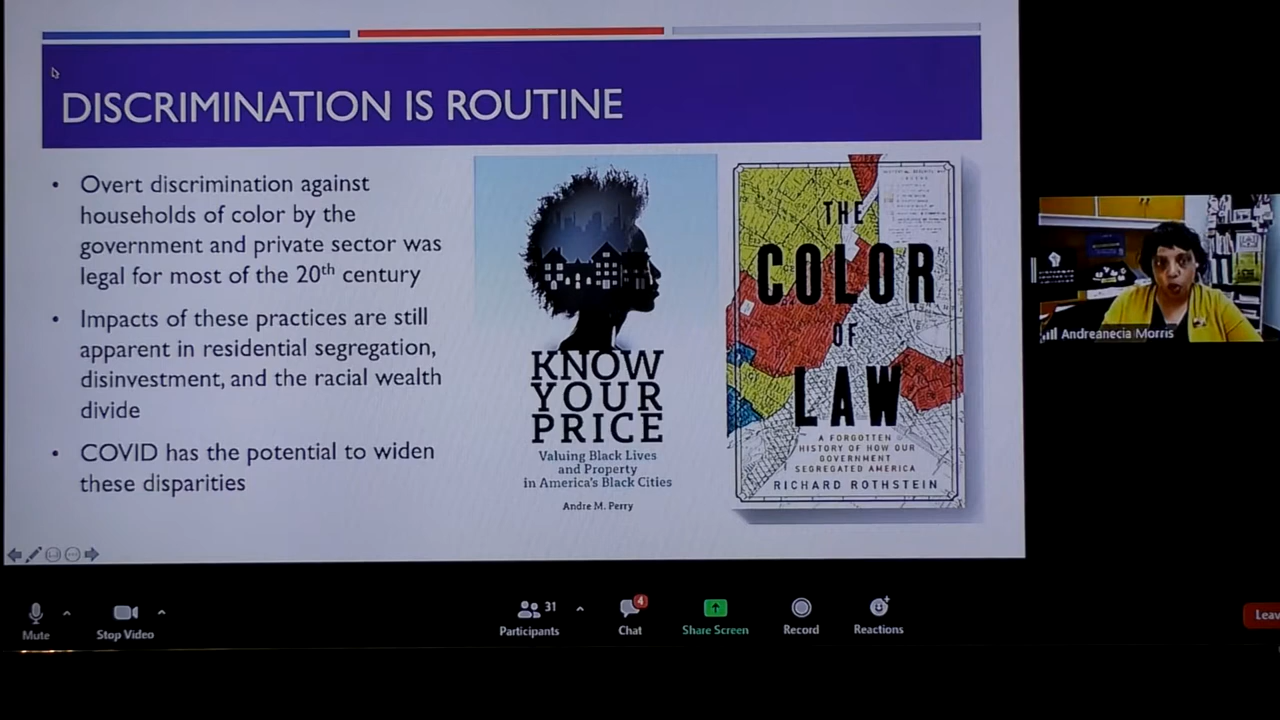 DISCRIMINATION IS ROUTINE
• Overt discrimination against
households of color by the
government and private sector was
legal for most of the 20th century
• Impacts of these practices are still
apparent in residential segregation,
disinvestment, and the racial wealth
divide
• COVID has the potential to widen
these disparities
KNOW
YOUR
PRICE
Valuing Black Lives
and Property
in America's Black Cities
Andre M. Perry
THE
COLOR
OF
LAW
A FORGOTTEN
HISTORY OF HOW OUR
GOVERNMENT
SEGREGATED AMERICA
RICHARD ROTHSTEIN
Andreanecia Morris
Mute
Stop Video
31
Participants
4
Chat
Share Screen
Record
Reactions
Leav